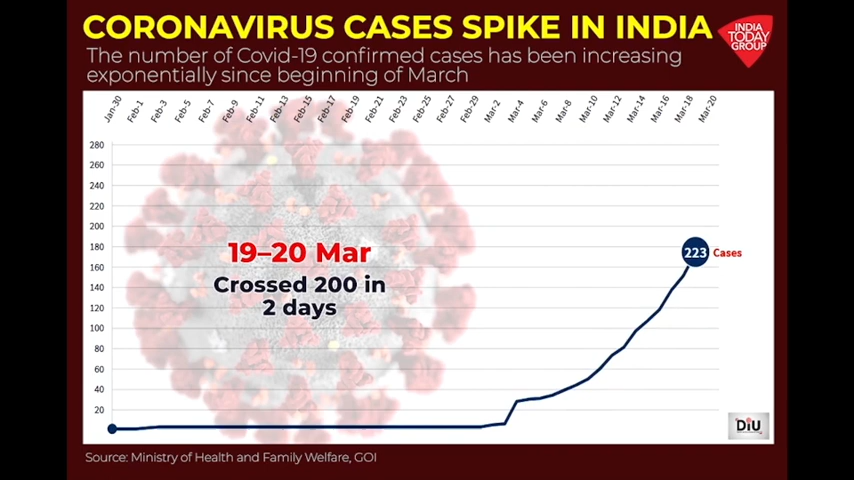 CORONAVIRUS CASES SPIKE IN INDIA
INDIA
TODAY
GROUP
The number of Covid-19 confirmed cases has been increasing
exponentially since beginning of March
Jan-30 Feb-1 Feb-3 Feb-5 Feb-7 Feb-9 Feb-11 Feb-13 Feb-15 Feb-17 Feb-19 Feb-21 Feb-23 Feb-25 Feb-27 Feb-29 Mar-2 Mar-4 Mar-6 Mar-8 Mar-10 Mar-12 Mar-14 Mar-16 Mar-18 Mar-20
280
260
240
220
200
180
160
140
120
100
80
60
40
20
19–20 Mar
Crossed 200 in
2 days
223 Cases
DiU
Source: Ministry of Health and Family Welfare, GOI